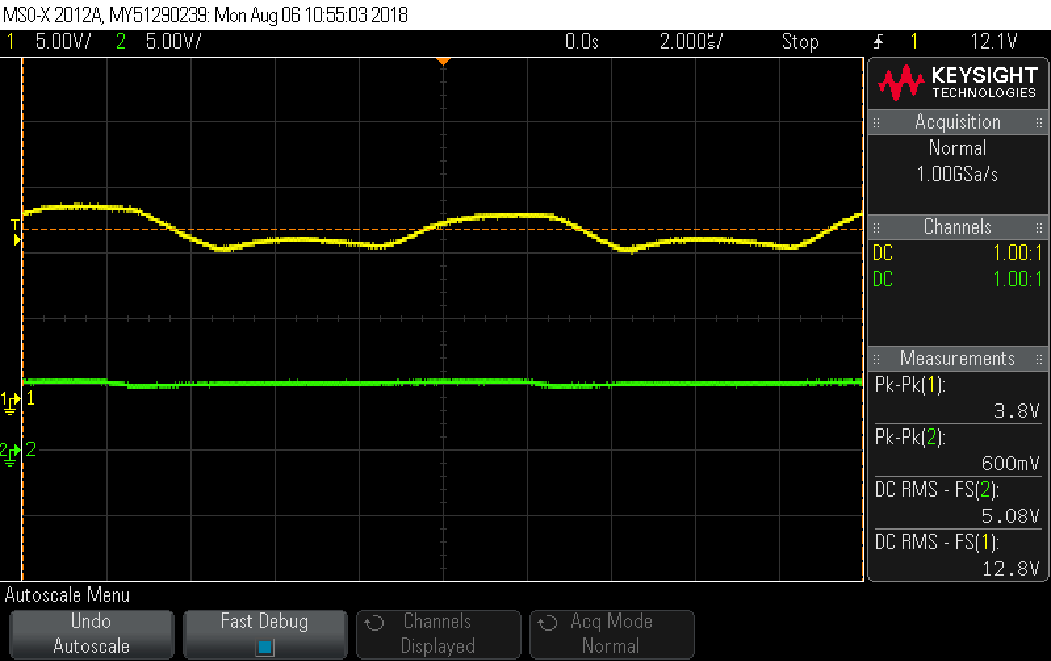 MSO-X 2012A, MY51290239: Mon Aug 06 10:55:03 2018
1 5.00V/ 2 5.00V/ 0.0s 2.000s/ Stop 1 12.1V
KEYSIGHT
TECHNOLOGIES
Acquisition
Normal
1.00GSa/s
Channels
DC 1.00:1
DC 1.00:1
Measurements
Pk-Pk(1):
3.8V
Pk-Pk(2):
600mV
DC RMS - FS(2):
5.08V
DC RMS - FS(1):
12.8V
T
1 1
2 2
Autoscale Menu
Undo
Autoscale
Fast Debug
Channels
Displayed
Acq Mode
Normal